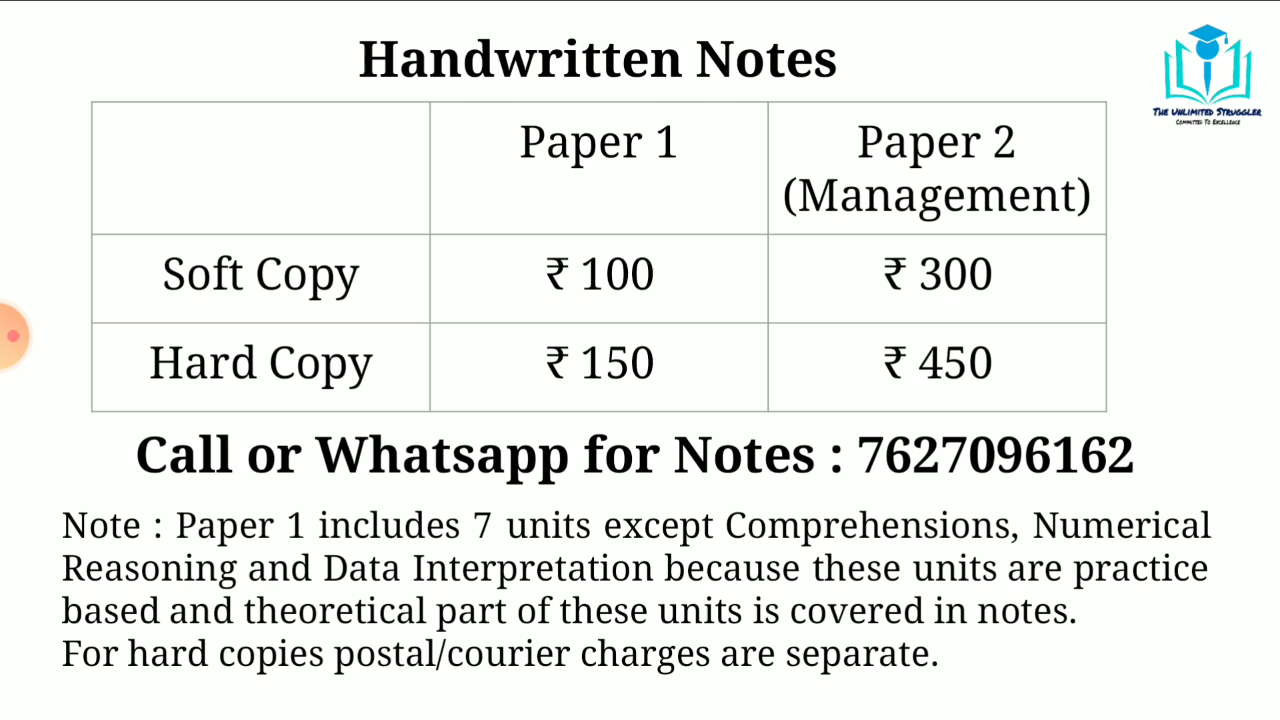 Handwritten Notes
THE UNLIMITED STRUGGLER
COMMITTED TO EXCELLENCE
Paper 1 Paper 2
(Management)
Soft Copy ₹ 100 ₹ 300
Hard Copy ₹ 150 ₹ 450
Call or Whatsapp for Notes : 7627096162
Note : Paper 1 includes 7 units except Comprehensions, Numerical
Reasoning and Data Interpretation because these units are practice
based and theoretical part of these units is covered in notes.
For hard copies postal/courier charges are separate.